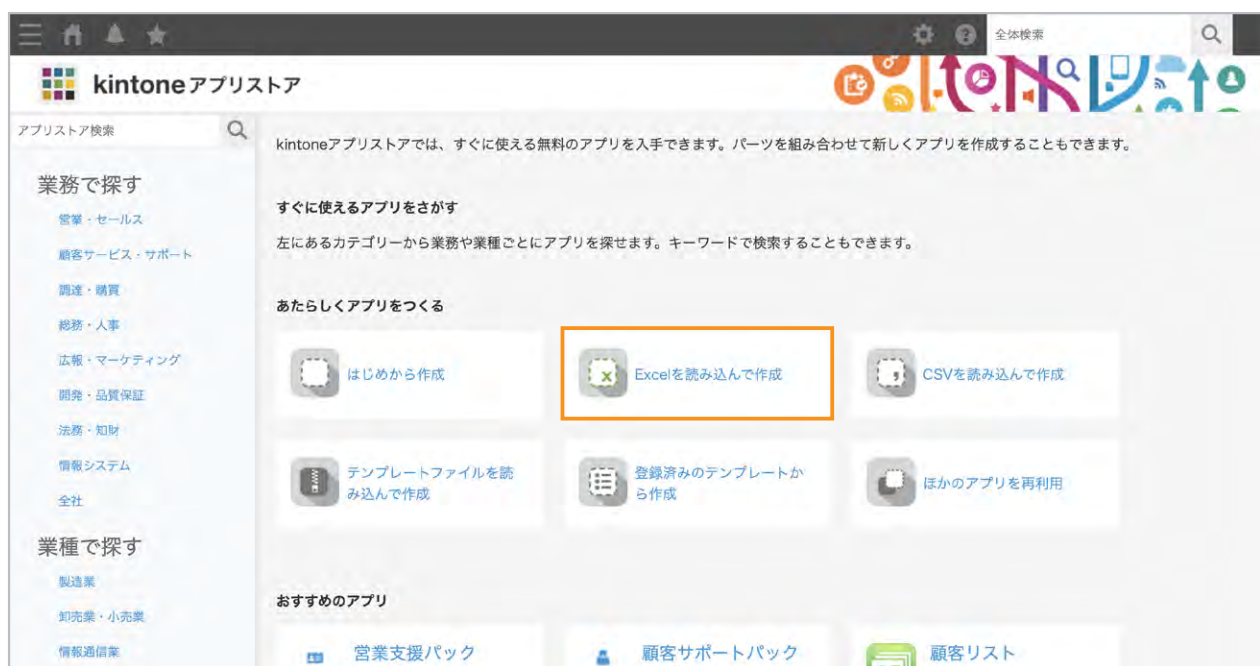 全体検索
kintoneアプリストア
アプリストア検索
業務で探す
営業・セールス
顧客サービス・サポート
調達・購買
総務・人事
広報・マーケティング
開発・品質保証
法務・知財
情報システム
全社
業種で探す
製造業
卸売業・小売業
情報通信業
kintoneアプリストアでは、すぐに使える無料のアプリを入手できます。パーツを組み合わせて新しくアプリを作成することもできます。
すぐに使えるアプリをさがす
左にあるカテゴリーから業務や業種ごとにアプリを探せます。キーワードで検索することもできます。
あたらしくアプリをつくる
はじめから作成
Excelを読み込んで作成
CSVを読み込んで作成
テンプレートファイルを読
み込んで作成
登録済みのテンプレートか
ら作成
ほかのアプリを再利用
おすすめのアプリ
営業支援パック
顧客サポートパック
顧客リスト